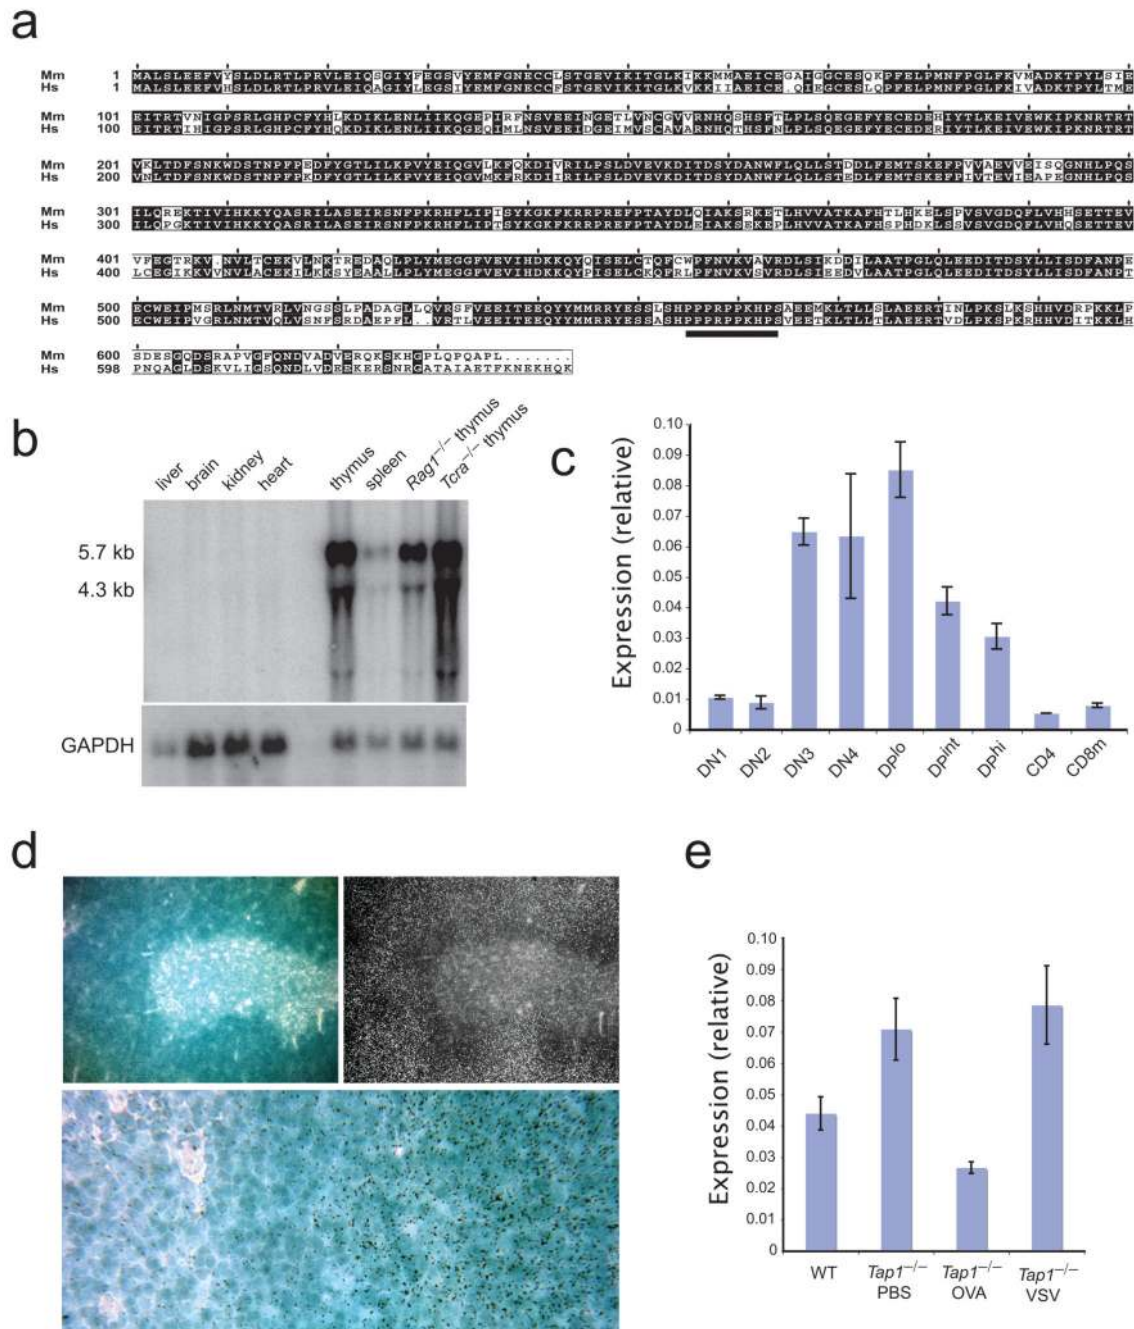 a
Mm 1 MALSLEEFVYSLDLRTLPRVLEIQSGIYFEGSVYEMFGNECCLSTGEVIKITGLKIKKMMAEICEGAIGGCESQKPFELPMNFPGLFKVMADKTPYLSIE
Hs 1 MALSLEEFVHSLDLRTLPRVLEIQAGIYLEGSIYEMFGNECCFSTGEVIKITGLKVKKIIAEICE.QIEGCESLQPFELPMNFPGLFKIVADKTPYLTME
Mm 101 EITRTVNIGPSRLGHPCFYHLKDIKLENLIIKQGEPIRFNSVEEINGETLVNCGVVRNHQSHSFTLPLSQEGEFYECEDEHIYTLKEIVEWKIPKNRTRT
Hs 100 EITRTIHIGPSRLGHPCFYHQKDIKLENLIIKQGEQIMLNSVEEIDGEIMVSCAVARNHQTHSFNLPLSQEGEFYECEDERIYTLKEIVEWKIPKNRTRT
Mm 201 VKLTDFSNKWDSTNPFPEDFYGTLILKPVYEIQGVLKFQKDIVRILPSLDVEVKDITDSYDANWFLQLLSTDDLFEMTSKEFPVVAEVVEISQGNHLPQS
Hs 200 VNLTDFSNKWDSTNPFPKDFYGTLILKPVYEIQGVMKFRKDIIRILPSLDVEVKDITDSYDANWFLQLLSTEDLFEMTSKEFPIVTEVIEAPEGNHLPQS
Mm 301 ILQREKTIVIHKKYQASRILASEIRSNFPKRHFLIPISYKGKFKRRPREFPTAYDLQIAKSRKETLHVVATKAFHTLHKELSPVSVGDQFLVHHSETTEV
Hs 300 ILQPGKTIVIHKKYQASRILASEIRSNFPKRHFLIPTSYKGKFKRRPREFPTAYDLEIAKSEKEPLHVVATKAFHSPHDKLSSVSVGDQFLVHQSETTEV
Mm 401 VFEGTRKV.NVLTCEKVLNKTREDAQLPLYMEGGFVEVIHDKKQYQISELCTQFCWPFNVKVAVRDLSIKDDILAATPGLQLEEDITDSYLLISDFANPE
Hs 400 LCEGIKKVVNVLACEKILKKSYEAALLPLYMEGGFVEVIHDKKQYPISELCKQFRLPFNVKVSVRDLSIEEDVLAATPGLQLEEDITDSYLLISDFANPT
Mm 500 ECWEIPMSRLNMTVRLVNGSSLPADAGLLQVRSFVEEITEEQYYMMRRYESSLSHPPPRPPKHPSAEEMKLTLLSLAEERTINLPKSLKSHHVDRPKKLP
Hs 500 ECWEIPVGRLNMTVQLVSNFSRDAEPFL..VRTLVEEITEEQYYMMRRYESSASHPPPRPPKHPSVEETKLTLLTLAEERTVDLPKSPKRHHVDITKKLH
Mm 600 SDESGQDSRAPVGFQNDVADVERQKSKHGPLQPQAPL.......
Hs 598 PNQAGLDSKVLIGSQNDLVDEEKERSNRGATAIAETFKNEKHQK
b
liver brain kidney heart thymus spleen Rag1–/– thymus Tcra–/– thymus
5.7 kb
4.3 kb
GAPDH
c
Expression (relative)
0.10
0.09
0.08
0.07
0.06
0.05
0.04
0.03
0.02
0.01
0
DN1 DN2 DN3 DN4 DPlo DPint DPhi CD4 CD8m
d
e
Expression (relative)
0.10
0.09
0.08
0.07
0.06
0.05
0.04
0.03
0.02
0.01
0
WT Tap1–/– Tap1–/– Tap1–/–
PBS OVA VSV